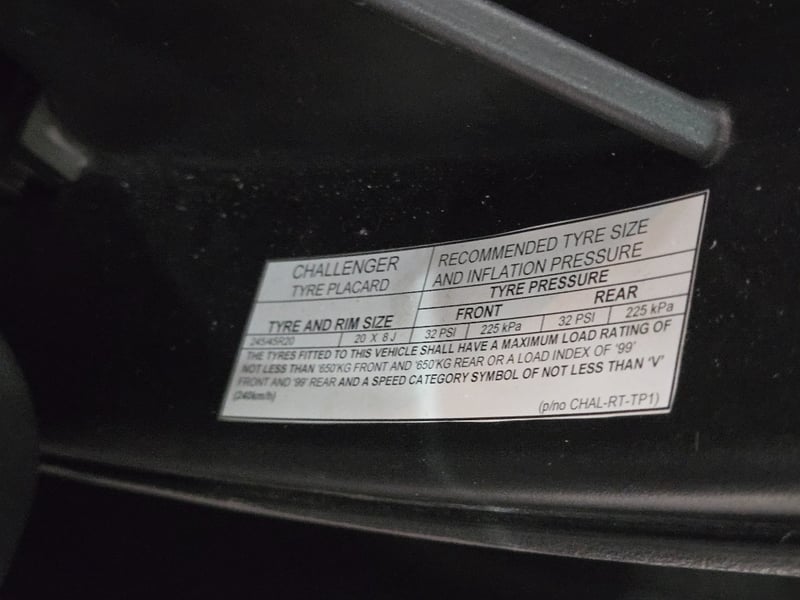 CHALLENGER
TYRE PLACARD
RECOMMENDED TYRE SIZE
AND INFLATION PRESSURE
TYRE PRESSURE
TYRE AND RIM SIZE
FRONT
REAR
245/45R20 20 X 8J 32 PSI 225 kPa 32 PSI 225 kPa
THE TYRES FITTED TO THIS VEHICLE SHALL HAVE A MAXIMUM LOAD RATING OF
NOT LESS THAN '650'KG FRONT AND '650'KG REAR OR A LOAD INDEX OF '99'
FRONT AND '99' REAR AND A SPEED CATEGORY SYMBOL OF NOT LESS THAN 'V'
(240km/h)
(p/no CHAL-RT-TP1)